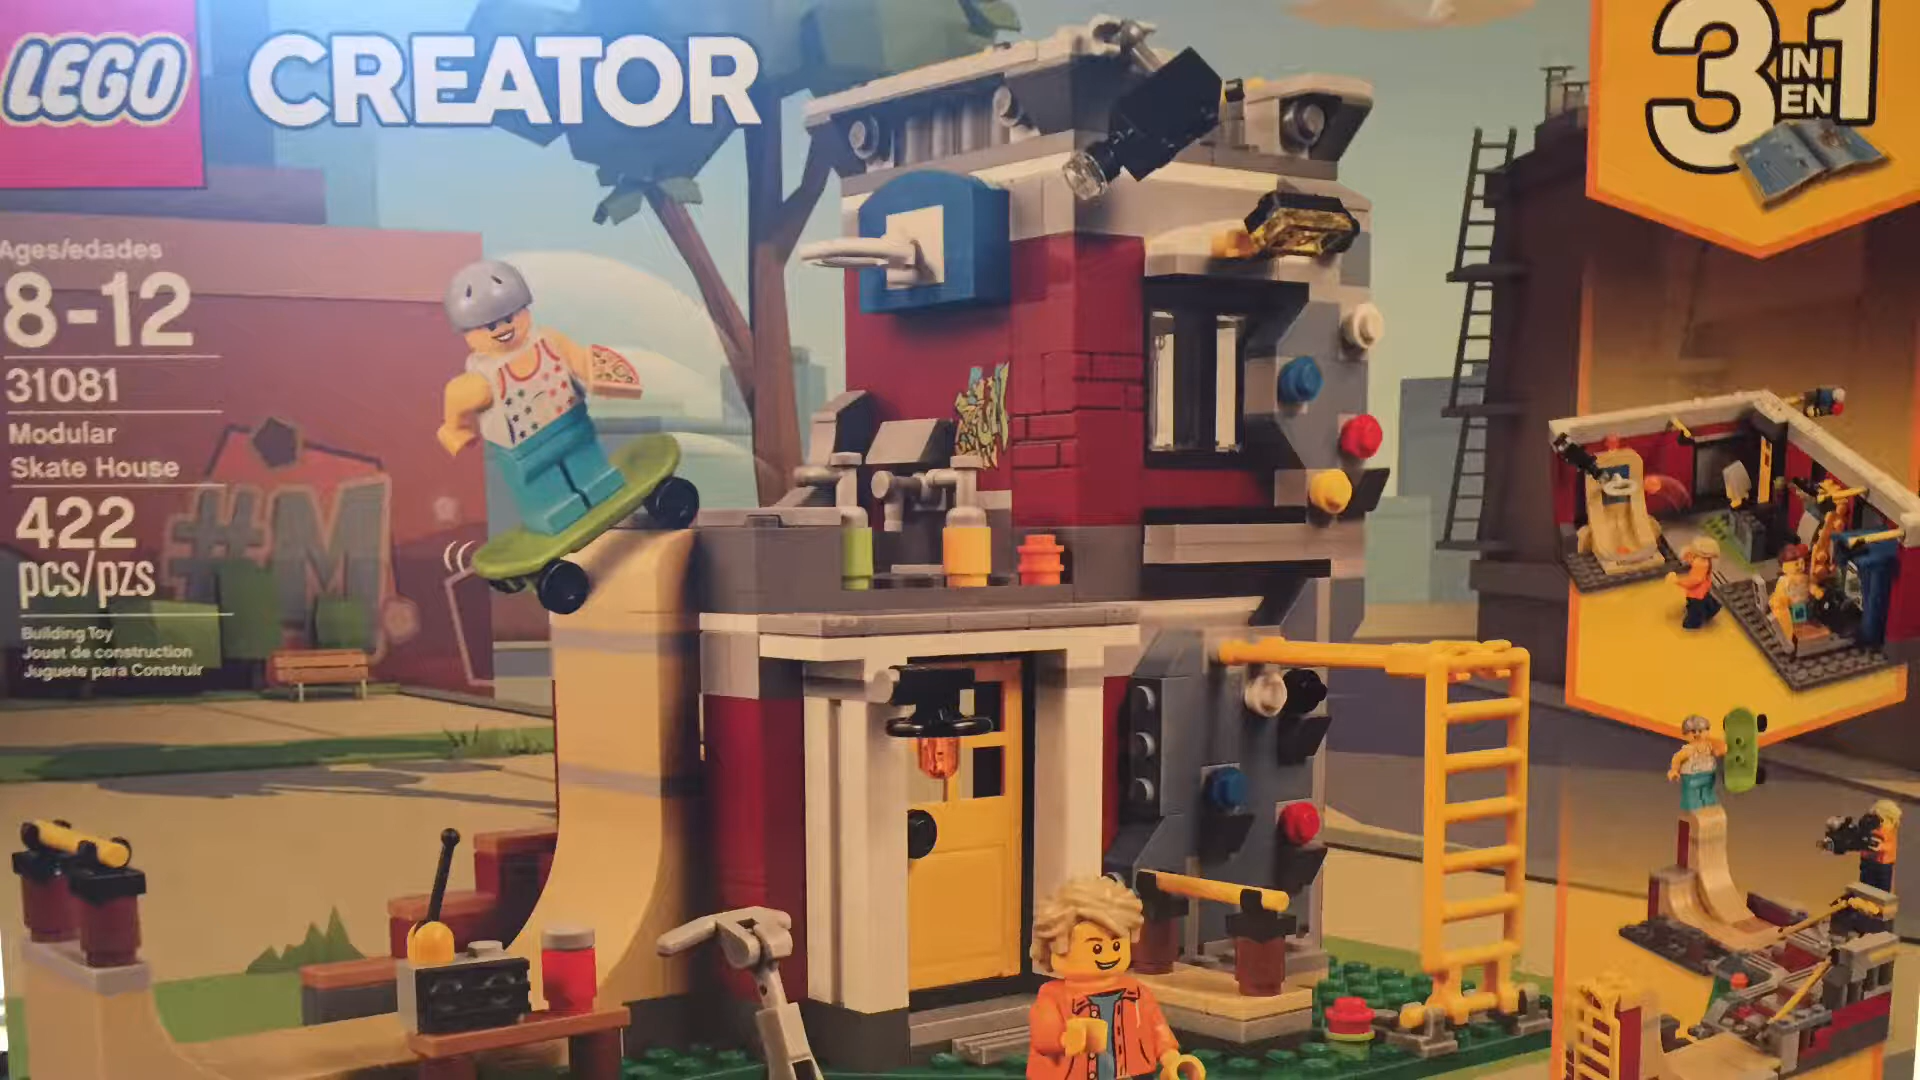 LEGO CREATOR
3 IN EN 1
Ages/edades
8-12
31081
Modular
Skate House
422
pcs/pzs
Building Toy
Jouet de construction
Juguete para Construir
#M